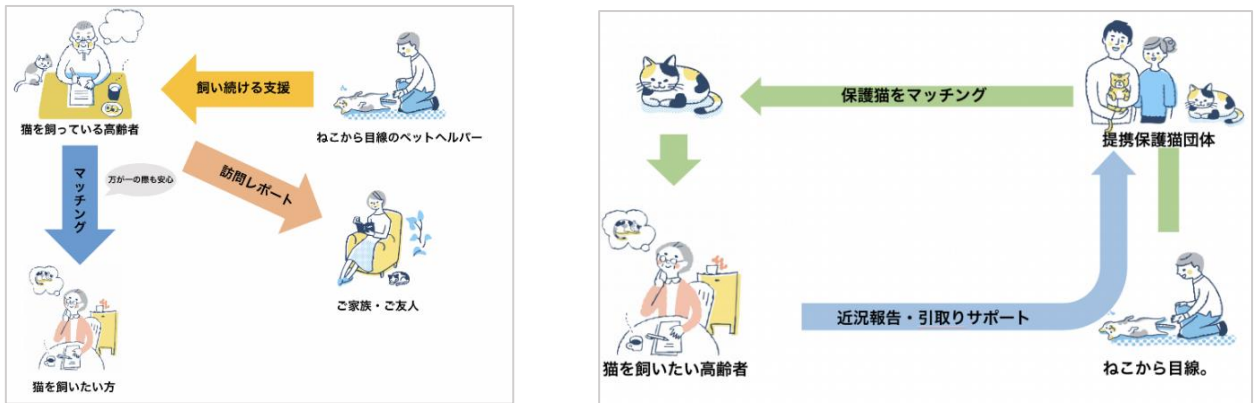 飼い続ける支援
猫を飼っている高齢者
ねこから目線のペットヘルパー
マッチング
万が一の際も安心
訪問レポート
ご家族・ご友人
猫を飼いたい方
保護猫をマッチング
提携保護猫団体
近況報告・引取りサポート
猫を飼いたい高齢者
ねこから目線。